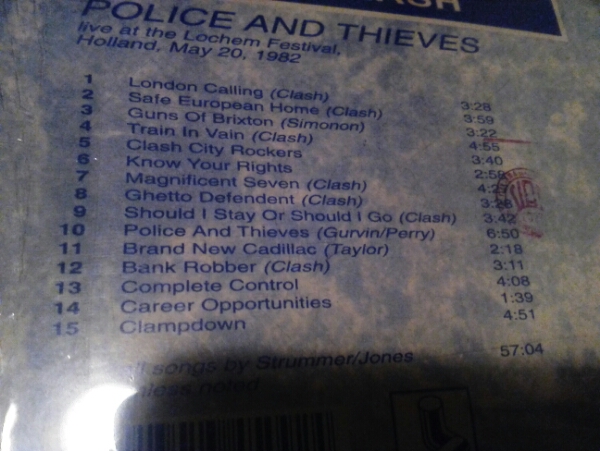 ASH
POLICE AND THIEVES
live at the Lochem Festival,
Holland, May 20, 1982
1 London Calling (Clash) 3:28
2 Safe European Home (Clash) 3:59
3 Guns Of Brixton (Simonon) 3:22
4 Train In Vain (Clash) 4:55
5 Clash City Rockers 3:40
6 Know Your Rights
7 Magnificent Seven (Clash)
8 Ghetto Defendent (Clash)
9 Should I Stay Or Should I Go (Clash) 3:42
10 Police And Thieves (Gurvin/Perry) 6:50
11 Brand New Cadillac (Taylor) 2:18
12 Bank Robber (Clash) 3:11
13 Complete Control 4:08
14 Career Opportunities 1:39
15 Clampdown 4:51
57:04
songs by Strummer/Jones
noted